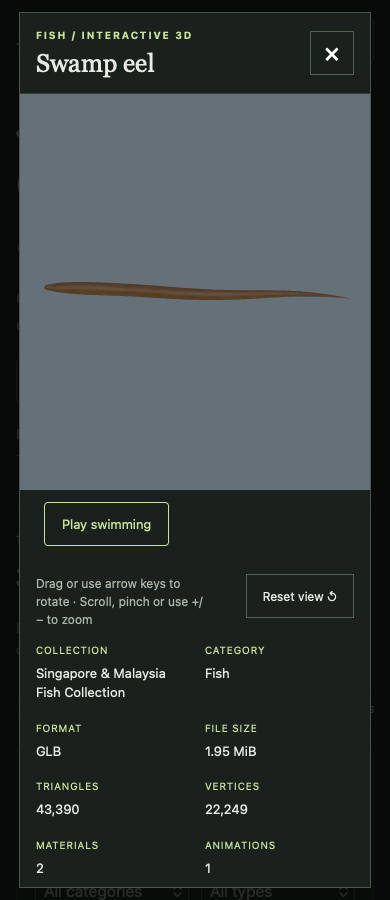 FISH / INTERACTIVE 3D
Swamp eel
×
Play swimming
Drag or use arrow keys to
rotate · Scroll, pinch or use +/
− to zoom
Reset view ↺
COLLECTION
Singapore & Malaysia
Fish Collection
CATEGORY
Fish
FORMAT
GLB
FILE SIZE
1.95 MiB
TRIANGLES
43,390
VERTICES
22,249
MATERIALS
2
ANIMATIONS
1
All categories
All types